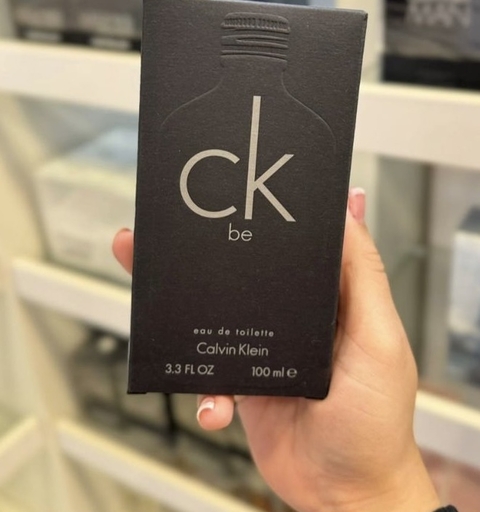 ck
be
eau de toilette
Calvin Klein
3.3 FL OZ 100 ml ℮